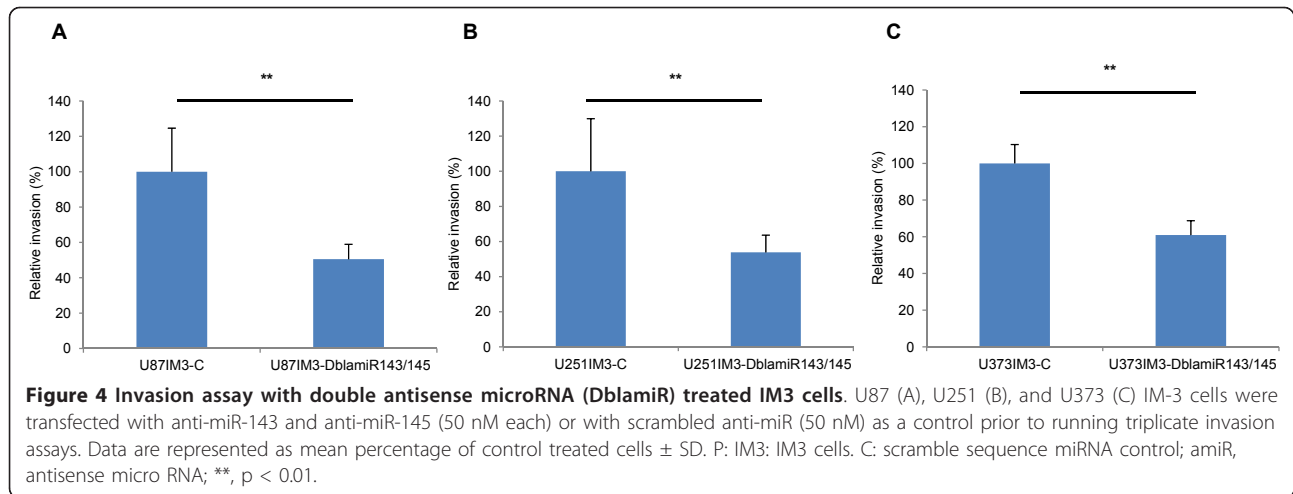 A
**
Relative invasion (%)
140
120
100
80
60
40
20
0
U87IM3-C
U87IM3-DblamiR143/145
B
**
Relative invasion (%)
140
120
100
80
60
40
20
0
U251IM3-C
U251IM3-DblamiR143/145
C
**
Relative invasion (%)
140
120
100
80
60
40
20
0
U373IM3-C
U373IM3-DblamiR143/145
Figure 4 Invasion assay with double antisense microRNA (DblamiR) treated IM3 cells. U87 (A), U251 (B), and U373 (C) IM-3 cells were
transfected with anti-miR-143 and anti-miR-145 (50 nM each) or with scrambled anti-miR (50 nM) as a control prior to running triplicate invasion
assays. Data are represented as mean percentage of control treated cells ± SD. P: IM3: IM3 cells. C: scramble sequence miRNA control; amiR,
antisense micro RNA; **, p < 0.01.